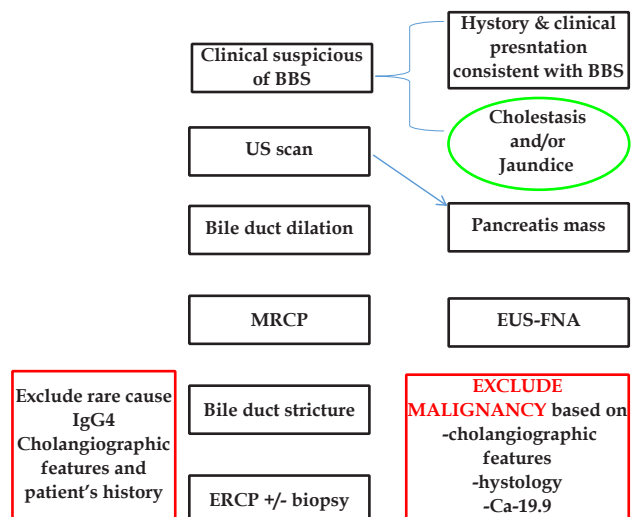 Clinical suspicious
of BBS
Hystory & clinical
presntation
consistent with BBS
Cholestasis
and/or
Jaundice
US scan
Pancreatis mass
Bile duct dilation
MRCP
EUS-FNA
Exclude rare cause
IgG4
Cholangiographic
features and
patient’s history
Bile duct stricture
ERCP +/- biopsy
EXCLUDE
MALIGNANCY based on
-cholangiographic
features
-hystology
-Ca-19.9